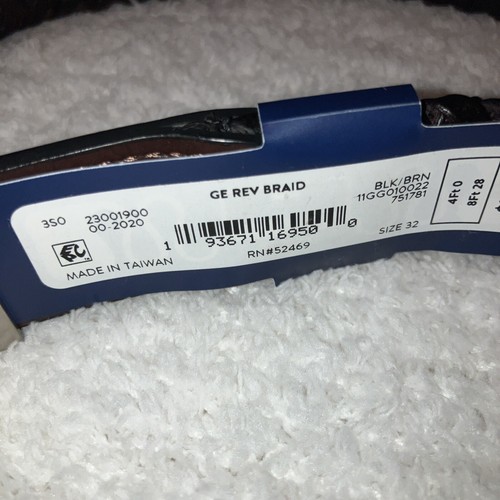 GE REV BRAID
3S0 23001900
00-2020
BLK/BRN
11GG010022
751781
1 93671 16950 0
SIZE 32
RN#52469
MADE IN TAIWAN
4Ft 0
8Ft 28